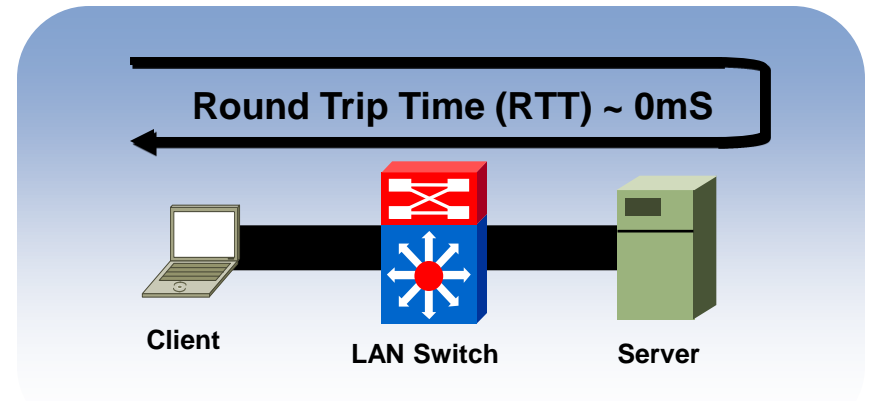 Round Trip Time (RTT) ~ 0mS
Client
LAN Switch
Server